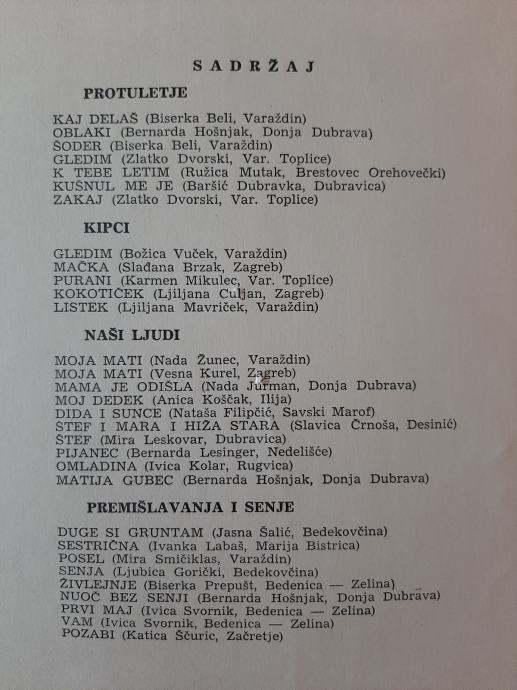 SADRŽAJ
PROTULETJE
KAJ DELAŠ (Biserka Beli, Varaždin)
OBLAKI (Bernarda Hošnjak, Donja Dubrava)
ŠODER (Biserka Beli, Varaždin)
GLEDIM (Zlatko Dvorski, Var. Toplice)
K TEBE LETIM (Ružica Mutak, Brestovec Orehovečki)
KUŠNUL ME JE (Baršić Dubravka, Dubravica)
ZAKAJ (Zlatko Dvorski, Var. Toplice)
KIPCI
GLEDIM (Božica Vuček, Varaždin)
MAČKA (Slađana Brzak, Zagreb)
PURANI (Karmen Mikulec, Var. Toplice)
KOKOTIČEK (Ljiljana Culjan, Zagreb)
LISTEK (Ljiljana Mavriček, Varaždin)
NAŠI LJUDI
MOJA MATI (Nada Žunec, Varaždin)
MOJA MATI (Vesna Kurel, Zagreb)
MAMA JE ODIŠLA (Nada Jurman, Donja Dubrava)
MOJ DEDEK (Anica Koščak, Ilija)
DIDA I SUNCE (Nataša Filipčić, Savski Marof)
ŠTEF I MARA I HIŽA STARA (Slavica Črnoša, Desinić)
ŠTEF (Mira Leskovar, Dubravica)
PIJANEC (Bernarda Lesinger, Nedelišće)
OMLADINA (Ivica Kolar, Rugvica)
MATIJA GUBEC (Bernarda Hošnjak, Donja Dubrava)
PREMIŠLAVANJA I SENJE
DUGE SI GRUNTAM (Jasna Šalić, Bedekovčina)
SESTRIČNA (Ivanka Labaš, Marija Bistrica)
POSEL (Mira Smičiklas, Varaždin)
SENJA (Ljubica Gorički, Bedekovčina)
ŽIVLEJNJE (Biserka Prepušt, Bedenica — Zelina)
NUOČ BEZ SENJI (Bernarda Hošnjak, Donja Dubrava)
PRVI MAJ (Ivica Svornik, Bedenica — Zelina)
VAM (Ivica Svornik, Bedenica — Zelina)
POZABI (Katica Ščuric, Začretje)